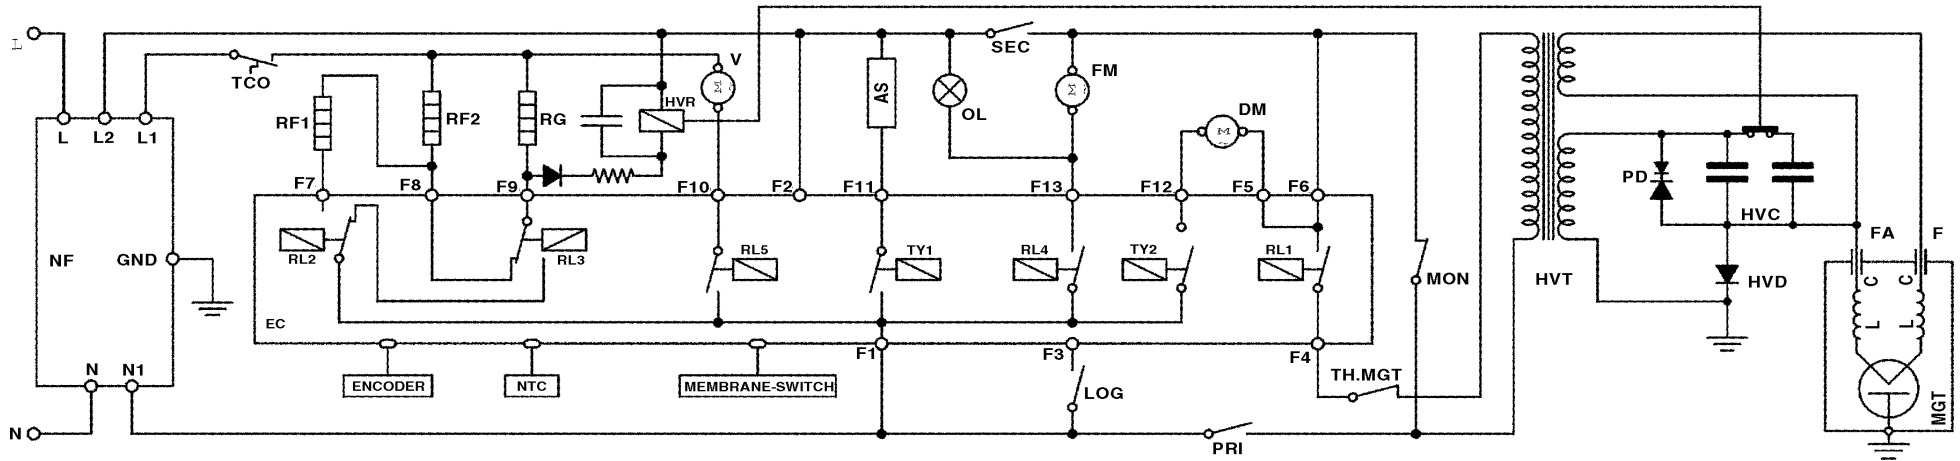 L
TCO
L L2 L1
RF1
RF2
RG
HVR
V
AS
OL
SEC
FM
DM
F7 F8 F9 F10 F2 F11 F13 F12 F5 F6
NF
GND
RL2
RL3
RL5
TY1
RL4
TY2
RL1
EC
MON
HVT
PD
HVC
HVD
FA F
C C
L L
MGT
F1 F3 F4
ENCODER
NTC
MEMBRANE-SWITCH
LOG
TH.MGT
PRI
N N1
N